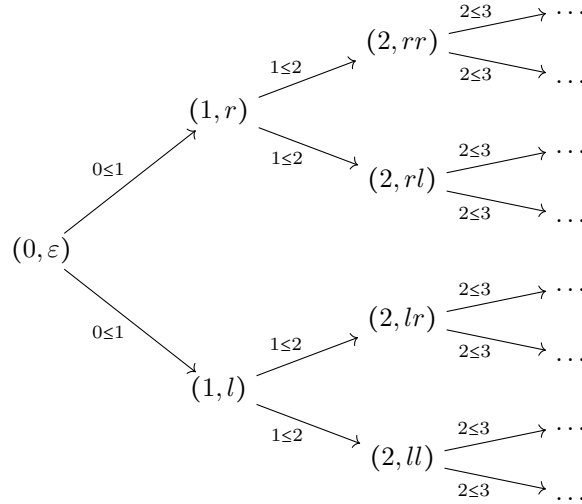 2≤3 ...
(2, rr)
1≤2 2≤3 ...
(1, r)
1≤2 2≤3 ...
(2, rl)
0≤1 2≤3 ...
(0, ε)
2≤3 ...
0≤1 1≤2 (2, lr)
2≤3 ...
(1, l)
1≤2 2≤3 ...
(2, ll)
2≤3 ...